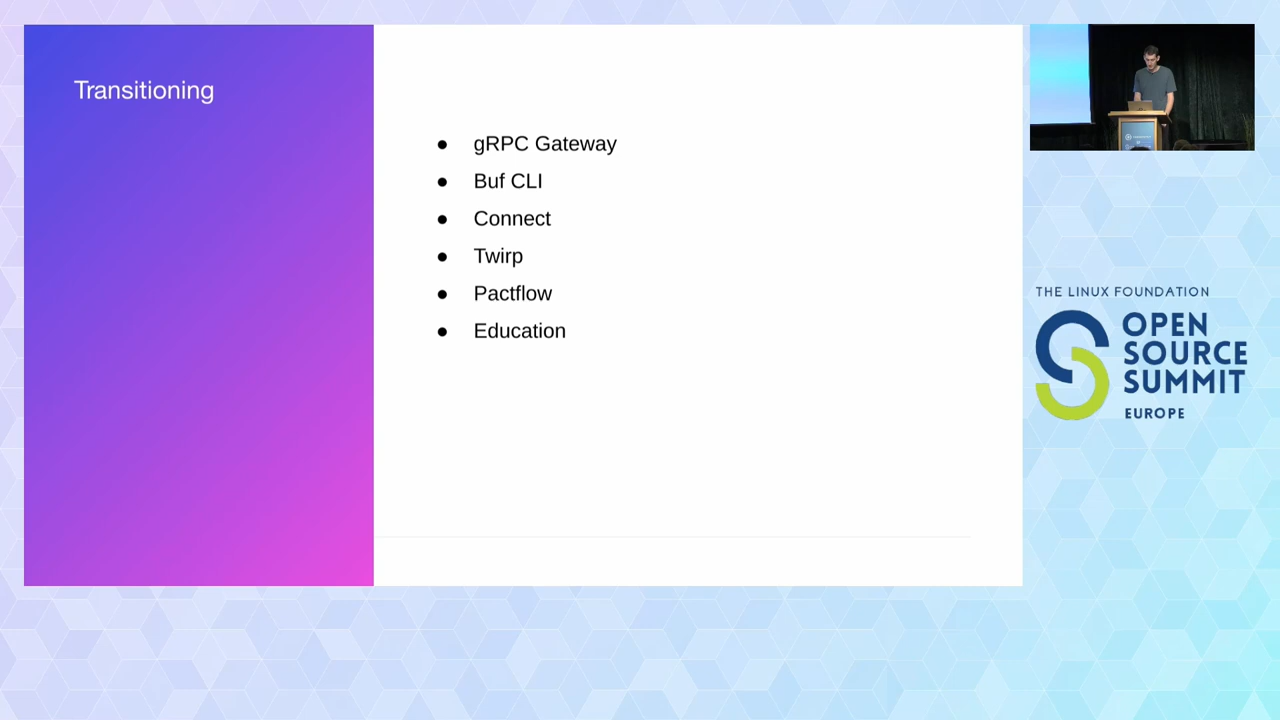 Transitioning
● gRPC Gateway
● Buf CLI
● Connect
● Twirp
● Pactflow
● Education
THE LINUX FOUNDATION
OPEN
SOURCE
SUMMIT
EUROPE